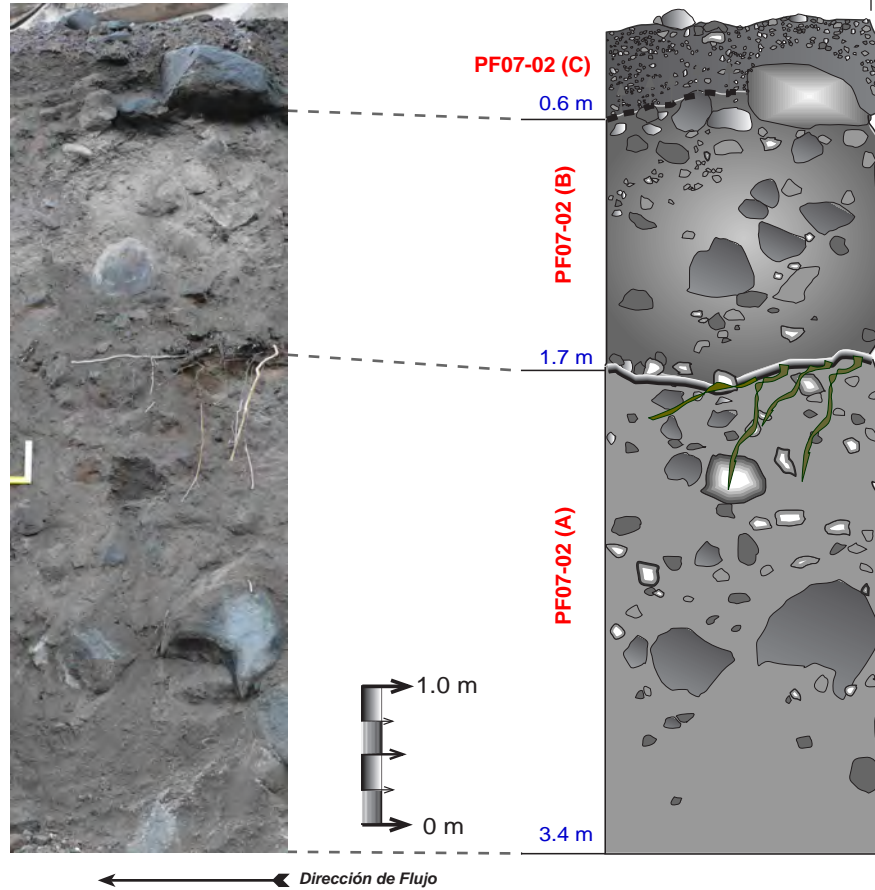 PF07-02 (C)
0.6 m
PF07-02 (B)
1.7 m
PF07-02 (A)
1.0 m
0 m
3.4 m
Dirección de Flujo